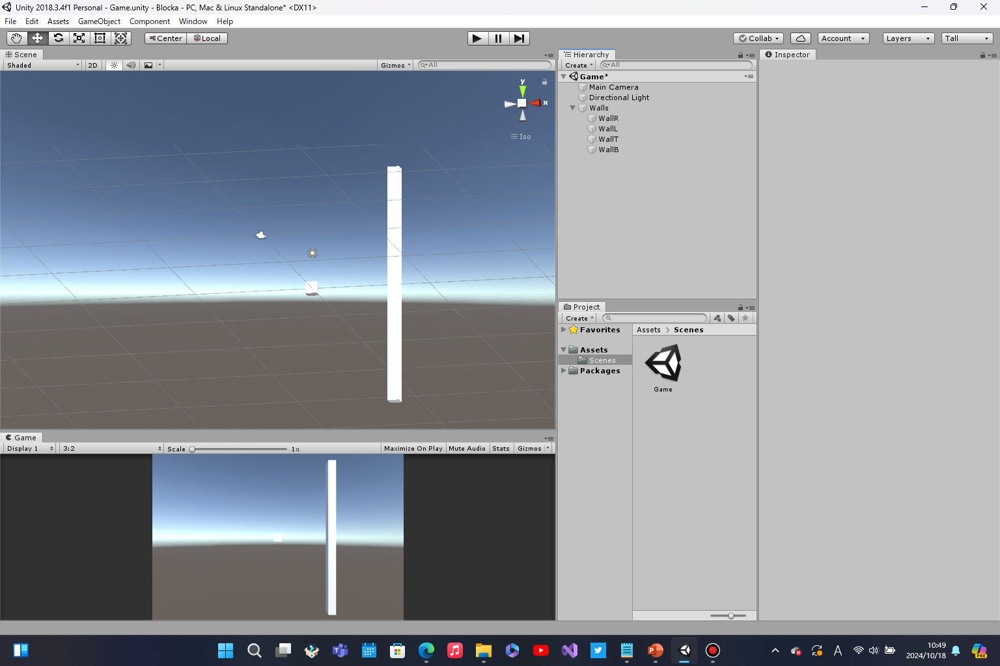 Unity 2018.3.4f1 Personal - Game.unity - Blocka - PC, Mac & Linux Standalone* <DX11>
File Edit Assets GameObject Component Window Help
Center Local Collab Account Layers Tall
Scene
Shaded 2D Gizmos All
y
x
Iso
Hierarchy
Create All
Game*
Main Camera
Directional Light
Walls
WallR
WallL
WallT
WallB
Inspector
Project
Create
Favorites
Assets
Scenes
Packages
Assets > Scenes
Game
Game
Display 1 3:2 Scale 1x Maximize On Play Mute Audio Stats Gizmos
A
10:49
2024/10/18
PRE